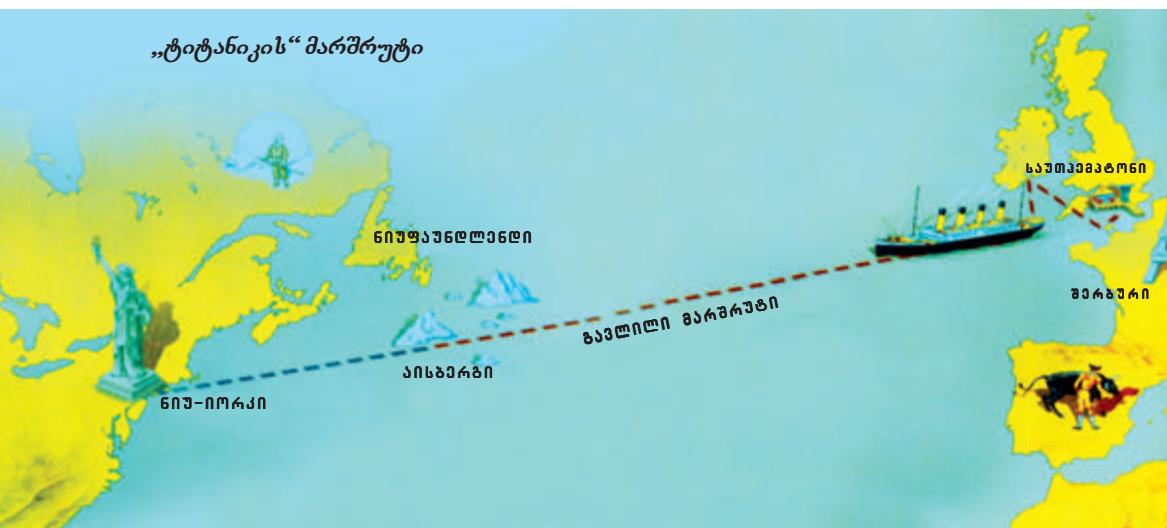 „ტიტანიკის“ მარშრუტი
საუთჰემპტონი
ნიუფაუნდლენდი
შერბური
გავლილი მარშრუტი
აისბერგი
ნიუ-იორკი